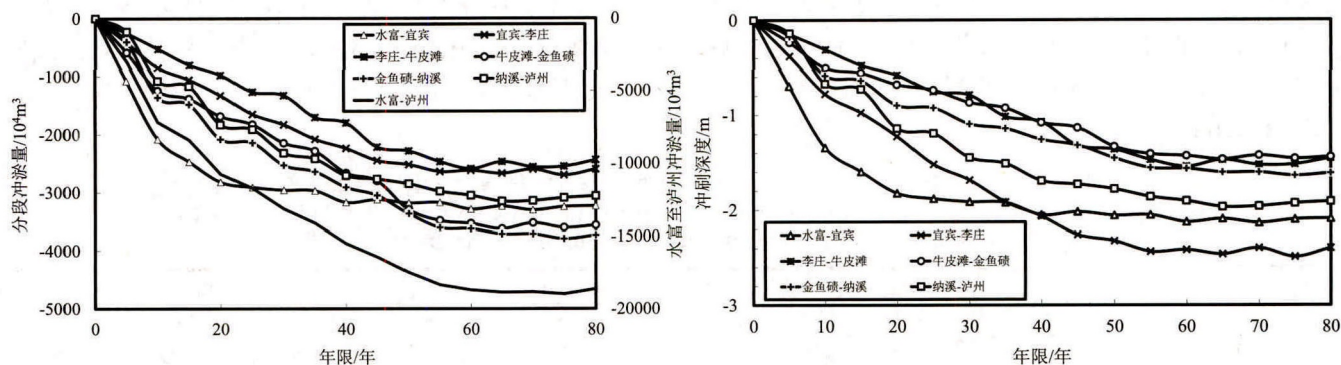 0
-1000
-2000
-3000
-4000
-5000
分段冲淤量/10⁴m³
水富-宜宾 宜宾-李庄
李庄-牛皮滩 牛皮滩-金鱼碛
金鱼碛-纳溪 纳溪-泸州
水富-泸州
0
-5000
-10000
-15000
-20000
水富至泸州冲淤量/10⁴m³
0 20 40 60 80
年限/年
0
-1
-2
-3
冲刷深度/m
水富-宜宾 宜宾-李庄
李庄-牛皮滩 牛皮滩-金鱼碛
金鱼碛-纳溪 纳溪-泸州
0 10 20 30 40 50 60 70 80
年限/年